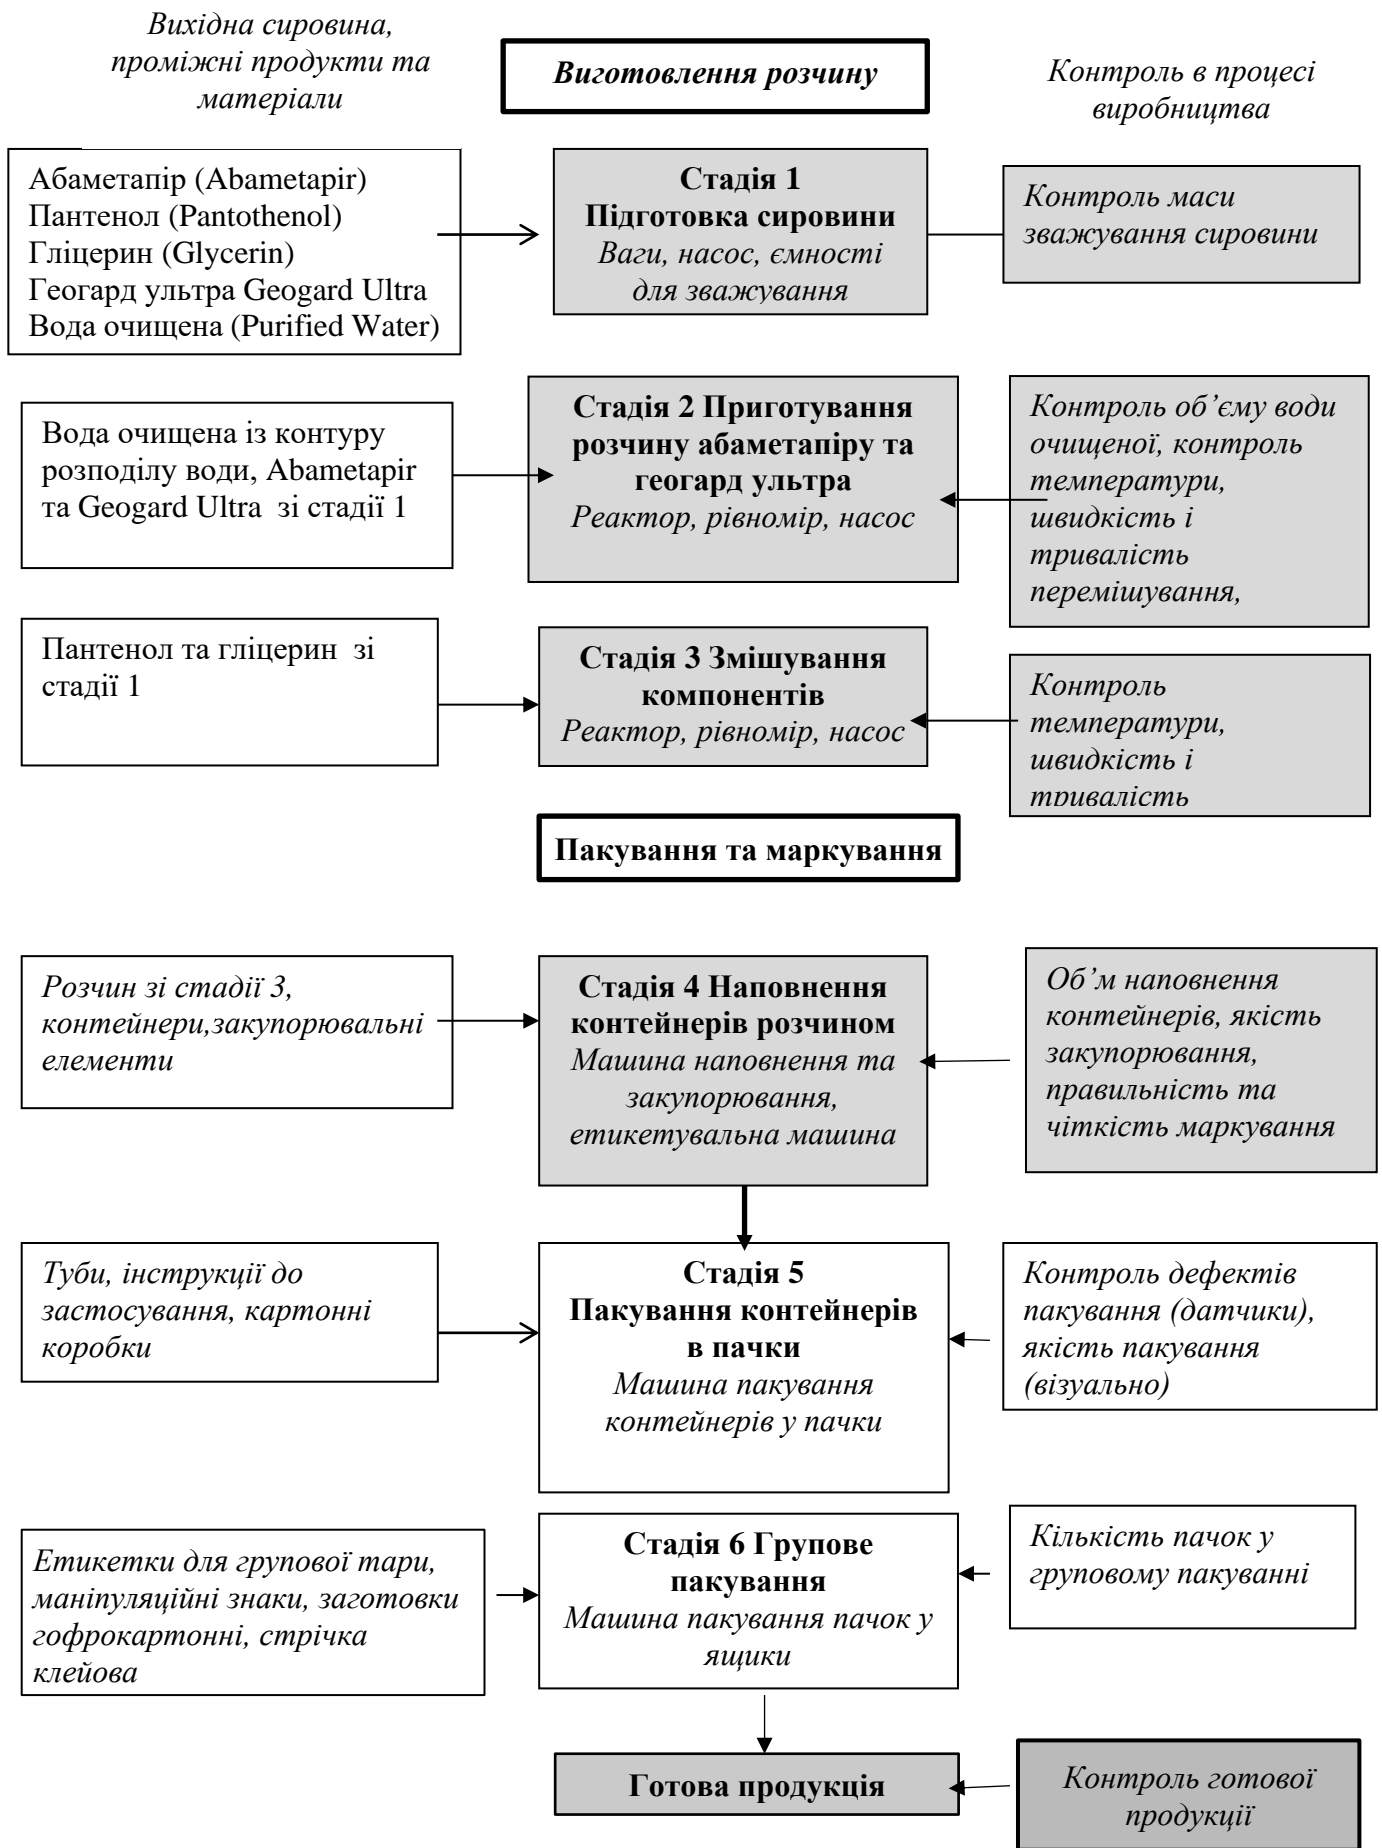 Вихідна сировина,
проміжні продукти та
матеріали
Виготовлення розчину
Контроль в процесі
виробництва
Абаметапір (Abametapir)
Пантенол (Pantothenol)
Гліцерин (Glycerin)
Геогард ультра Geogard Ultra
Вода очищена (Purified Water)
Стадія 1
Підготовка сировини
Ваги, насос, ємності
для зважування
Контроль маси
зважування сировини
Вода очищена із контуру
розподілу води, Abametapir
та Geogard Ultra зі стадії 1
Стадія 2 Приготування
розчину абаметапіру та
геогард ультра
Реактор, рівномір, насос
Контроль об’єму води
очищеної, контроль
температури,
швидкість і
тривалість
перемішування,
Пантенол та гліцерин зі
стадії 1
Стадія 3 Змішування
компонентів
Реактор, рівномір, насос
Контроль
температури,
швидкість і
тривалість
Пакування та маркування
Розчин зі стадії 3,
контейнери,закупорювальні
елементи
Стадія 4 Наповнення
контейнерів розчином
Машина наповнення та
закупорювання,
етикетувальна машина
Об’м наповнення
контейнерів, якість
закупорювання,
правильність та
чіткість маркування
Туби, інструкції до
застосування, картонні
коробки
Стадія 5
Пакування контейнерів
в пачки
Машина пакування
контейнерів у пачки
Контроль дефектів
пакування (датчики),
якість пакування
(візуально)
Етикетки для групової тари,
маніпуляційні знаки, заготовки
гофрокартонні, стрічка
клейова
Стадія 6 Групове
пакування
Машина пакування пачок у
ящики
Кількість пачок у
груповому пакуванні
Готова продукція
Контроль готової
продукції